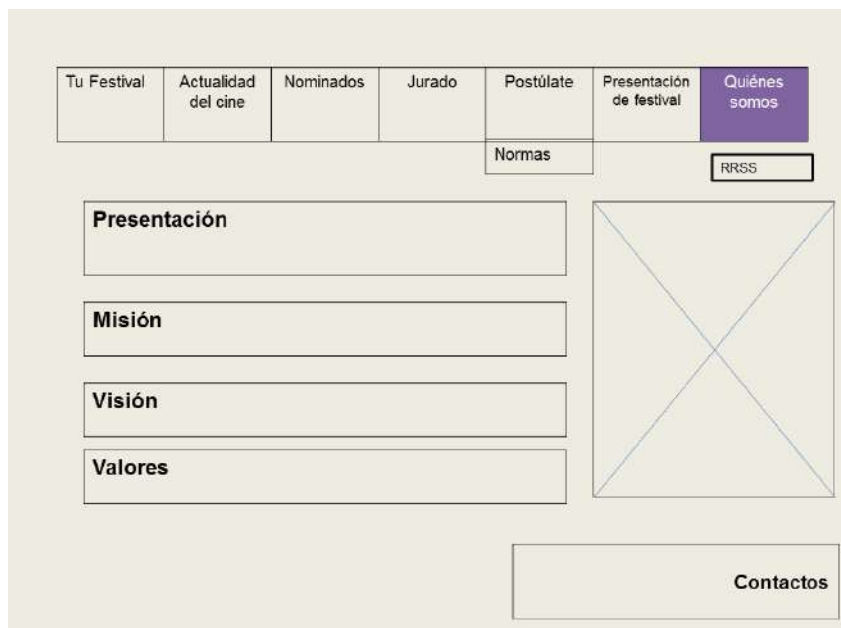 Tu Festival
Actualidad
del cine
Nominados
Jurado
Postúlate
Presentación
de festival
Quiénes
somos
Normas
RRSS
Presentación
Misión
Visión
Valores
Contactos